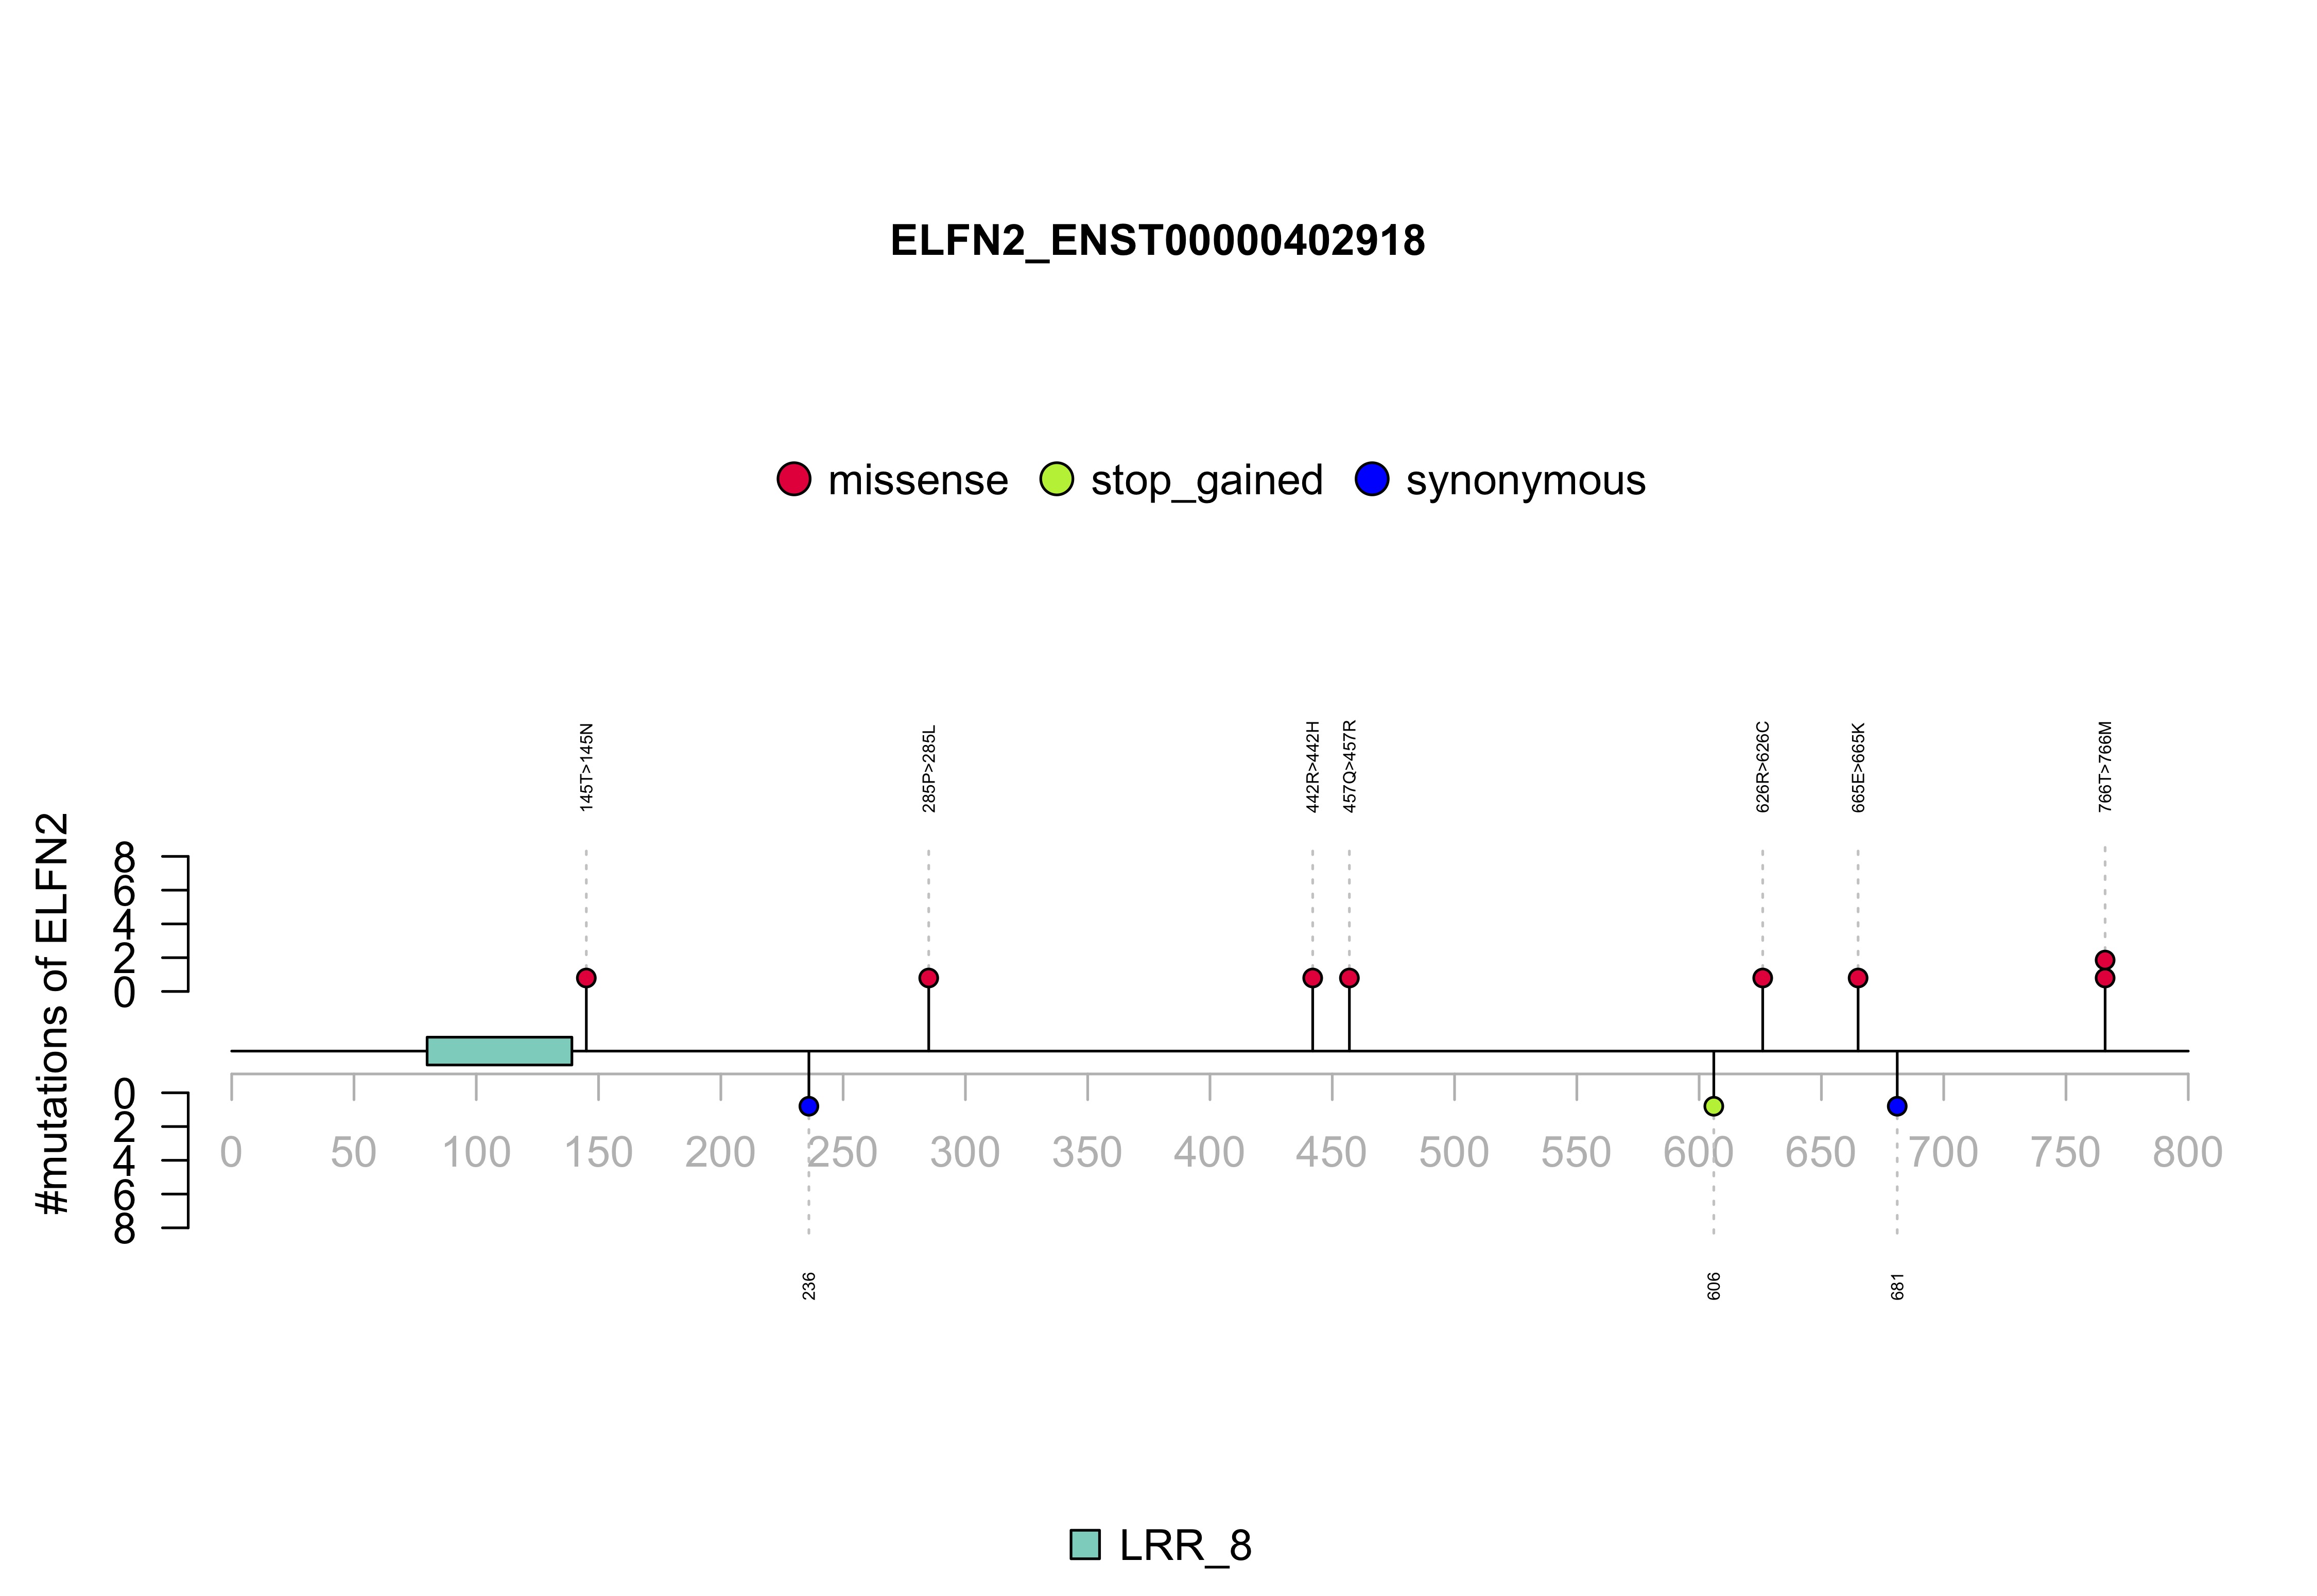 ELFN2_ENST00000402918
missense stop_gained synonymous
145T>145N
285P>285L
442R>442H
457Q>457R
626R>626C
665E>665K
766T>766M
#mutations of ELFN2
8
6
4
2
0
0
2
4
6
8
0 50 100 150 200 250 300 350 400 450 500 550 600 650 700 750 800
236
606
681
LRR_8